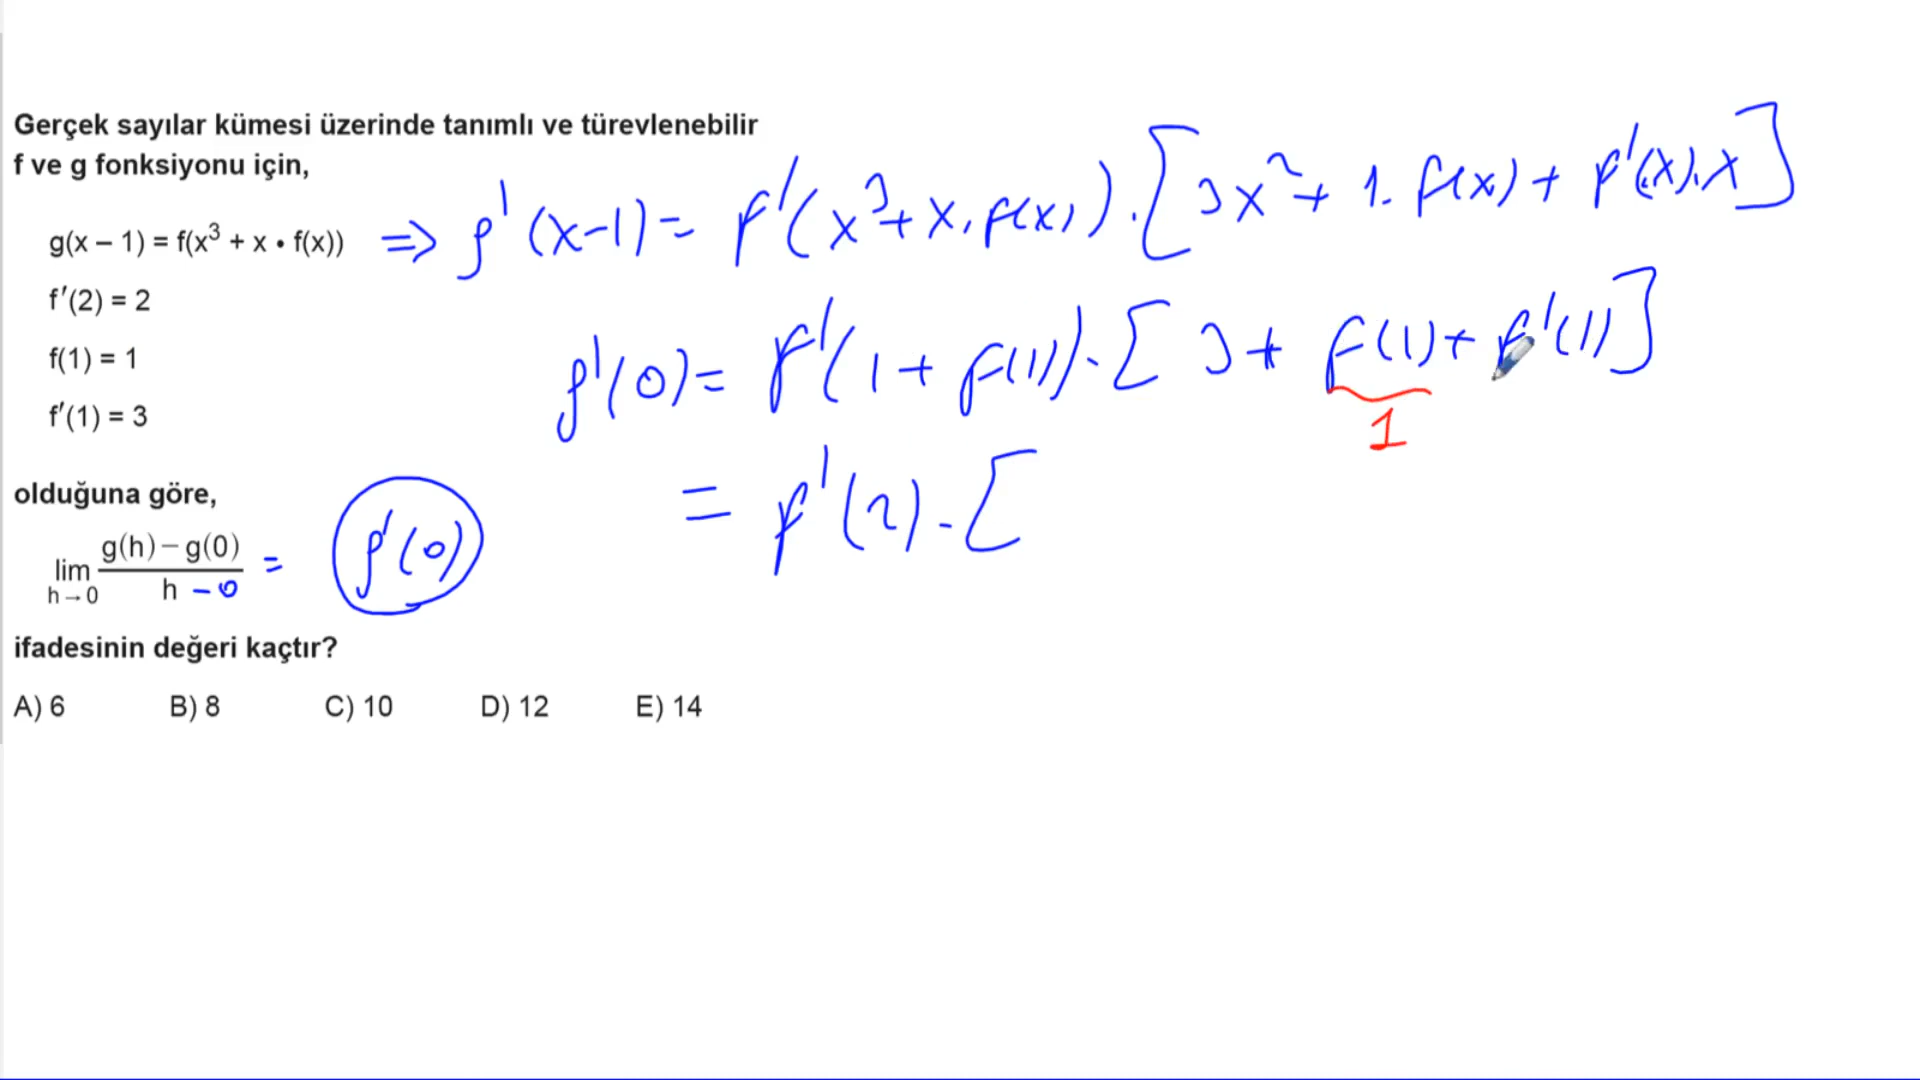 Gerçek sayılar kümesi üzerinde tanımlı ve türevlenebilir
f ve g fonksiyonu için,
g(x – 1) = f(x³ + x • f(x)) => g'(x-1) = f'(x³+x.f(x)).[3x²+1.f(x)+f'(x).x]
f′(2) = 2
g'(0) = f'(1+f(1)).[3+f(1)+f'(1)]
f(1) = 1
1
f′(1) = 3
= f'(2).[
olduğuna göre,
lim h→0 g(h) – g(0) / h - 0 = g'(0)
ifadesinin değeri kaçtır?
A) 6 B) 8 C) 10 D) 12 E) 14